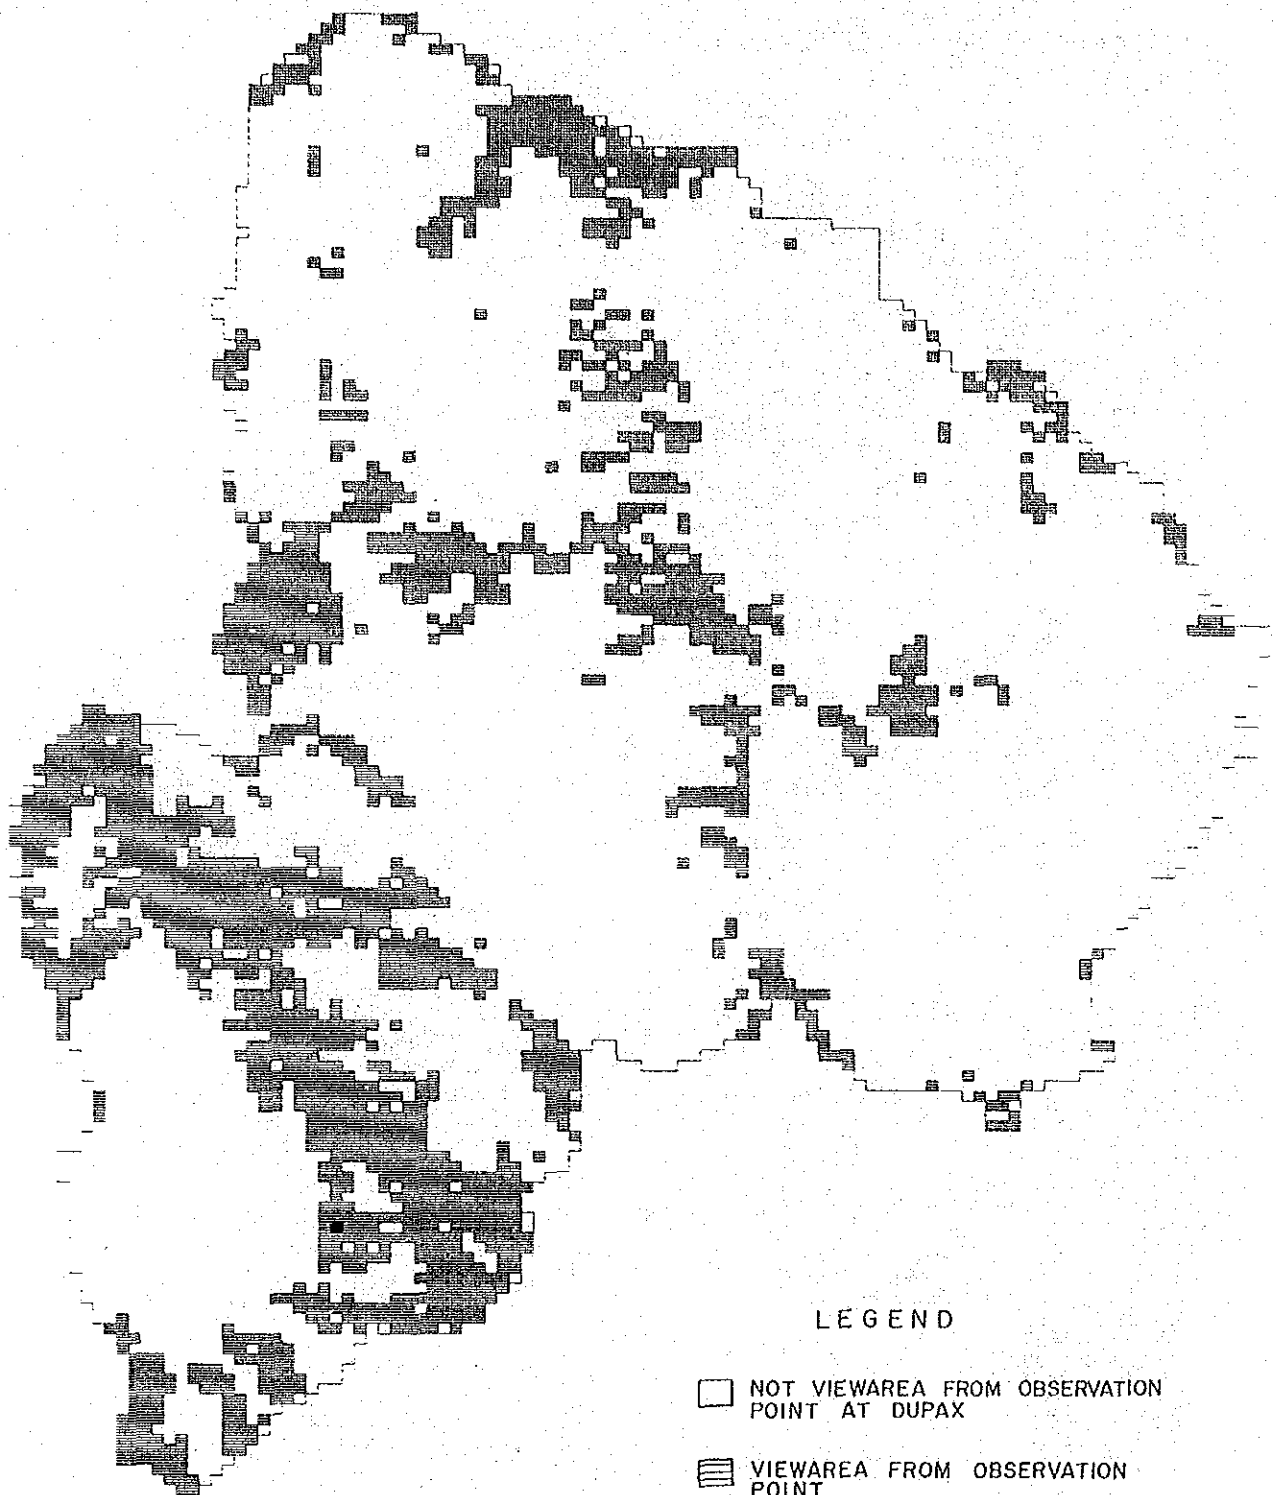 LEGEND
NOT VIEWAREA FROM OBSERVATION
POINT AT DUPAX
VIEWAREA FROM OBSERVATION
POINT